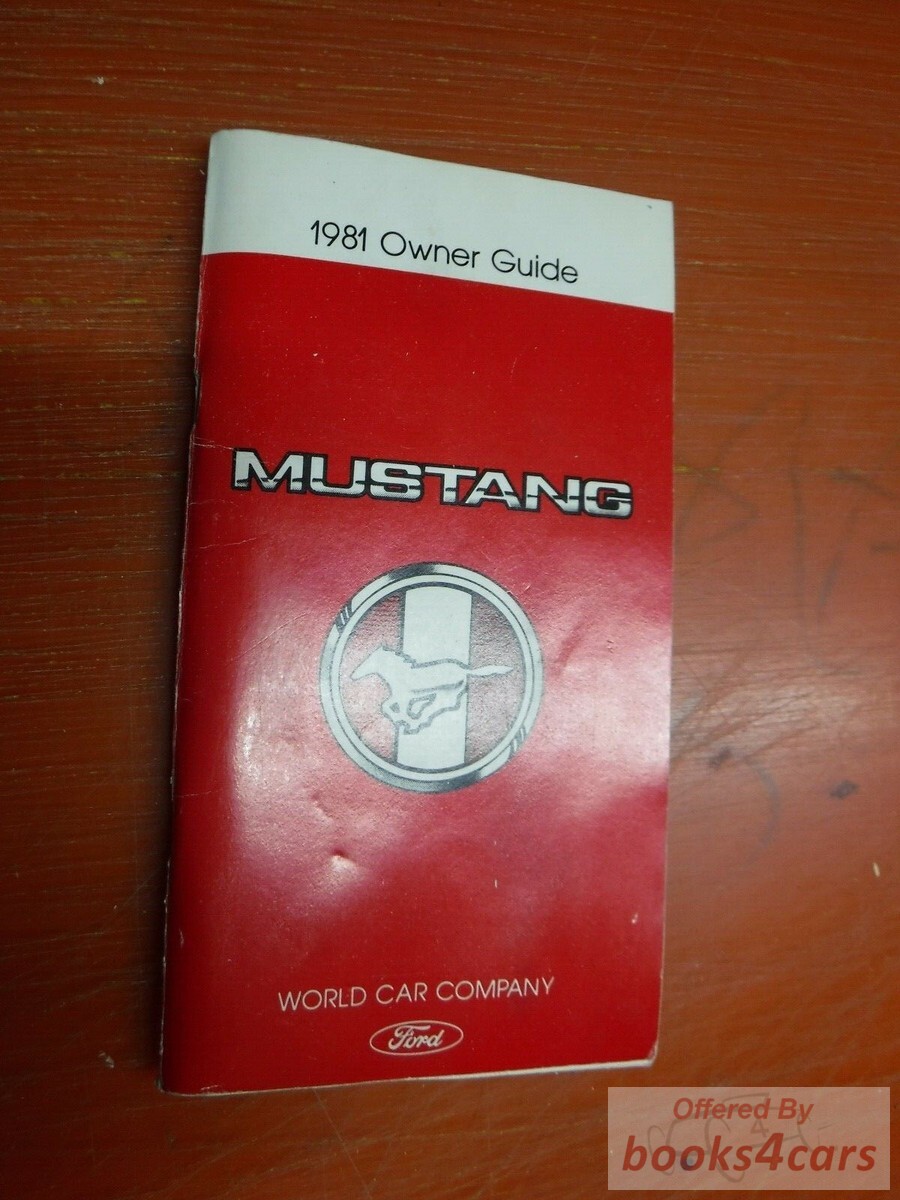 1981 Owner Guide
MUSTANG
WORLD CAR COMPANY
Ford
Offered By
books4cars